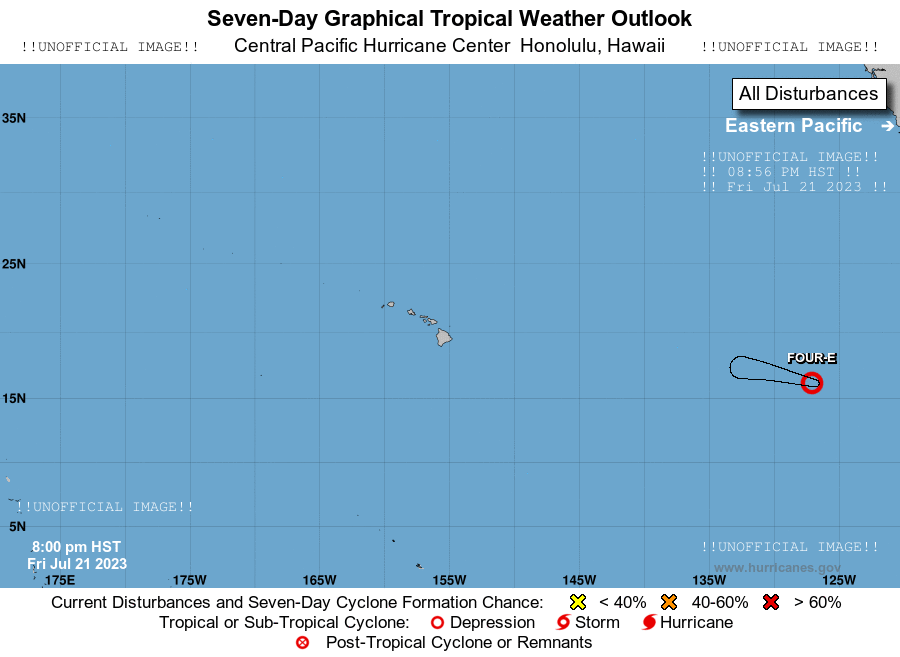 Seven-Day Graphical Tropical Weather Outlook
!!UNOFFICIAL IMAGE!! Central Pacific Hurricane Center Honolulu, Hawaii !!UNOFFICIAL IMAGE!!
All Disturbances
35N
Eastern Pacific →
!!UNOFFICIAL IMAGE!!
!! 08:56 PM HST !!
!! Fri Jul 21 2023 !!
25N
FOUR-E
15N
!!UNOFFICIAL IMAGE!!
5N
8:00 pm HST
Fri Jul 21 2023
!!UNOFFICIAL IMAGE!!
www.hurricanes.gov
175E 175W 165W 155W 145W 135W 125W
Current Disturbances and Seven-Day Cyclone Formation Chance: < 40% 40-60% > 60%
Tropical or Sub-Tropical Cyclone: Depression Storm Hurricane
Post-Tropical Cyclone or Remnants